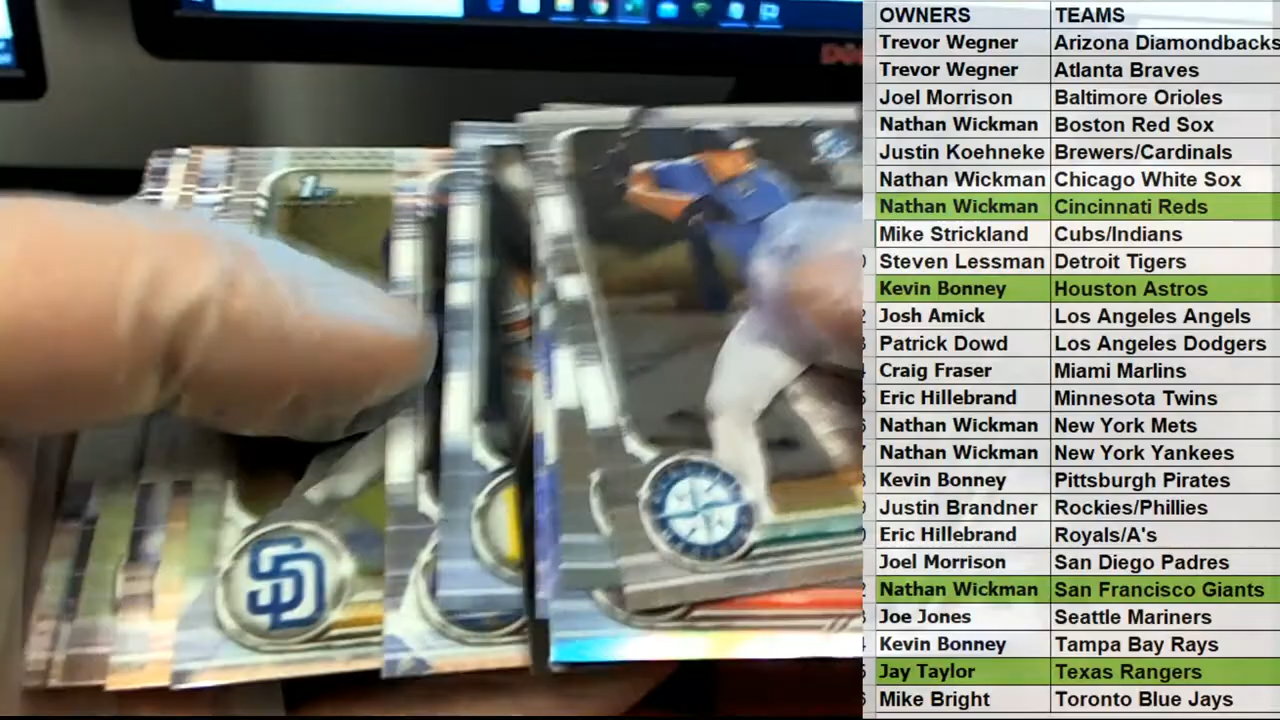 OWNERS TEAMS
Trevor Wegner Arizona Diamondbacks
Trevor Wegner Atlanta Braves
Joel Morrison Baltimore Orioles
Nathan Wickman Boston Red Sox
Justin Koehneke Brewers/Cardinals
Nathan Wickman Chicago White Sox
Nathan Wickman Cincinnati Reds
Mike Strickland Cubs/Indians
Steven Lessman Detroit Tigers
Kevin Bonney Houston Astros
Josh Amick Los Angeles Angels
Patrick Dowd Los Angeles Dodgers
Craig Fraser Miami Marlins
Eric Hillebrand Minnesota Twins
Nathan Wickman New York Mets
Nathan Wickman New York Yankees
Kevin Bonney Pittsburgh Pirates
Justin Brandner Rockies/Phillies
Eric Hillebrand Royals/A's
Joel Morrison San Diego Padres
Nathan Wickman San Francisco Giants
Joe Jones Seattle Mariners
Kevin Bonney Tampa Bay Rays
Jay Taylor Texas Rangers
Mike Bright Toronto Blue Jays
1st
SD